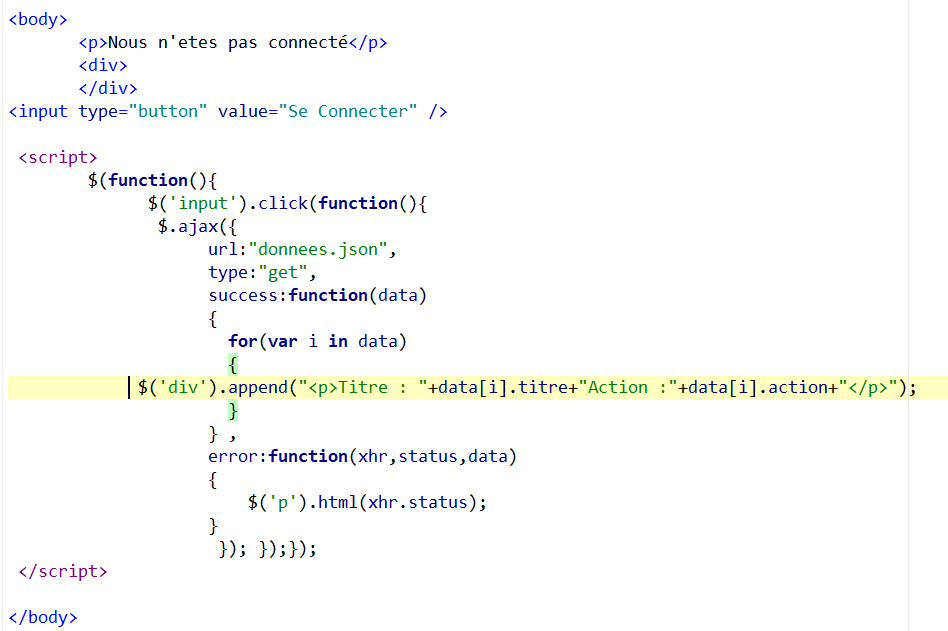 <body>
<p>Nous n'etes pas connecté</p>
<div>
</div>
<input type="button" value="Se Connecter" />
<script>
$(function(){
$('input').click(function(){
$.ajax({
url:"donnees.json",
type:"get",
success:function(data)
{
for(var i in data)
{
$('div').append("<p>Titre : "+data[i].titre+"Action :"+data[i].action+"</p>");
}
} ,
error:function(xhr,status,data)
{
$('p').html(xhr.status);
}
}); });});
</script>
</body>